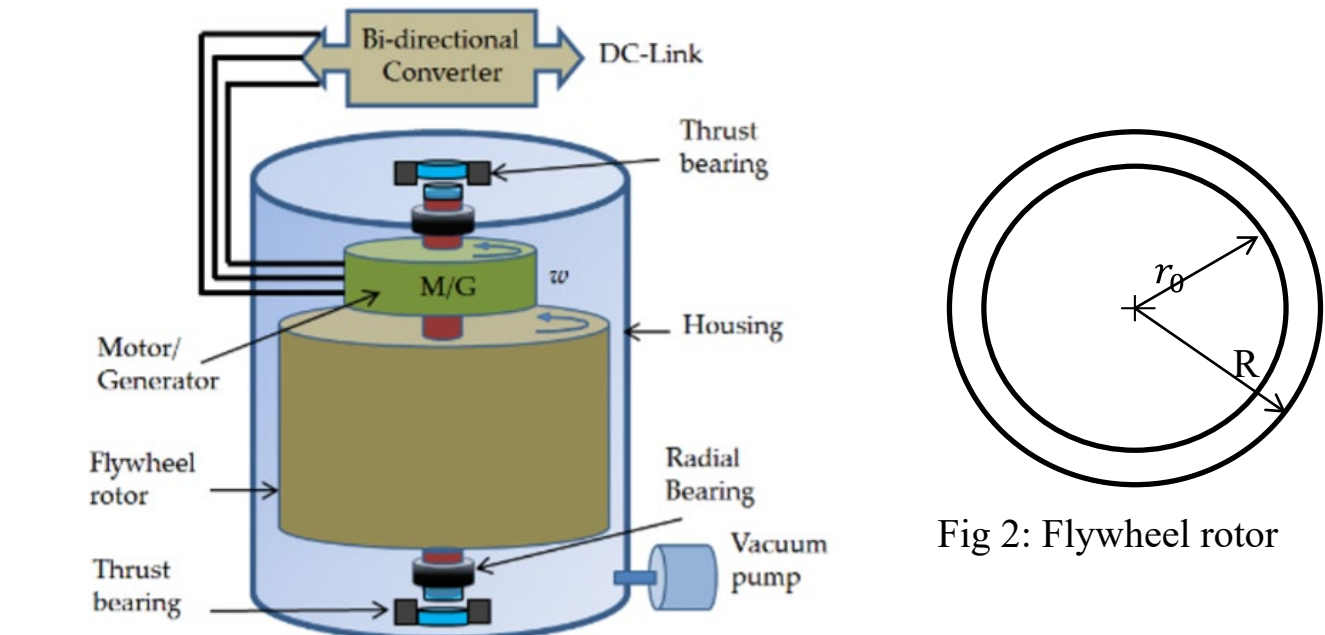 Bi-directional
Converter
DC-Link
Thrust
bearing
M/G
w
Housing
Motor/
Generator
Flywheel
rotor
Radial
Bearing
Vacuum
pump
Thrust
bearing
r₀
R
Fig 2: Flywheel rotor